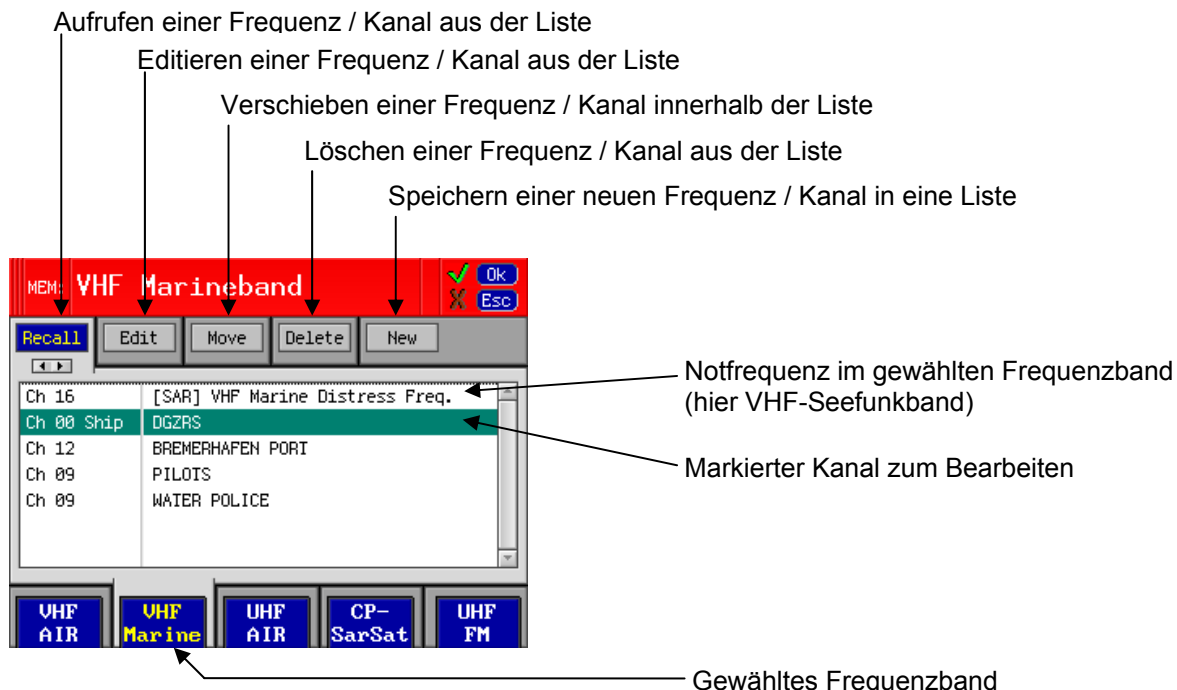 Aufrufen einer Frequenz / Kanal aus der Liste
Editieren einer Frequenz / Kanal aus der Liste
Verschieben einer Frequenz / Kanal innerhalb der Liste
Löschen einer Frequenz / Kanal aus der Liste
Speichern einer neuen Frequenz / Kanal in eine Liste
MEM: VHF Marineband
Ok
Esc
Recall Edit Move Delete New
Ch 16 [SAR] VHF Marine Distress Freq.
Ch 00 Ship DGZRS
Ch 12 BREMERHAFEN PORT
Ch 09 PILOTS
Ch 09 WATER POLICE
Notfrequenz im gewählten Frequenzband
(hier VHF-Seefunkband)
Markierter Kanal zum Bearbeiten
VHF AIR
VHF Marine
UHF AIR
CP-SarSat
UHF FM
Gewähltes Frequenzband